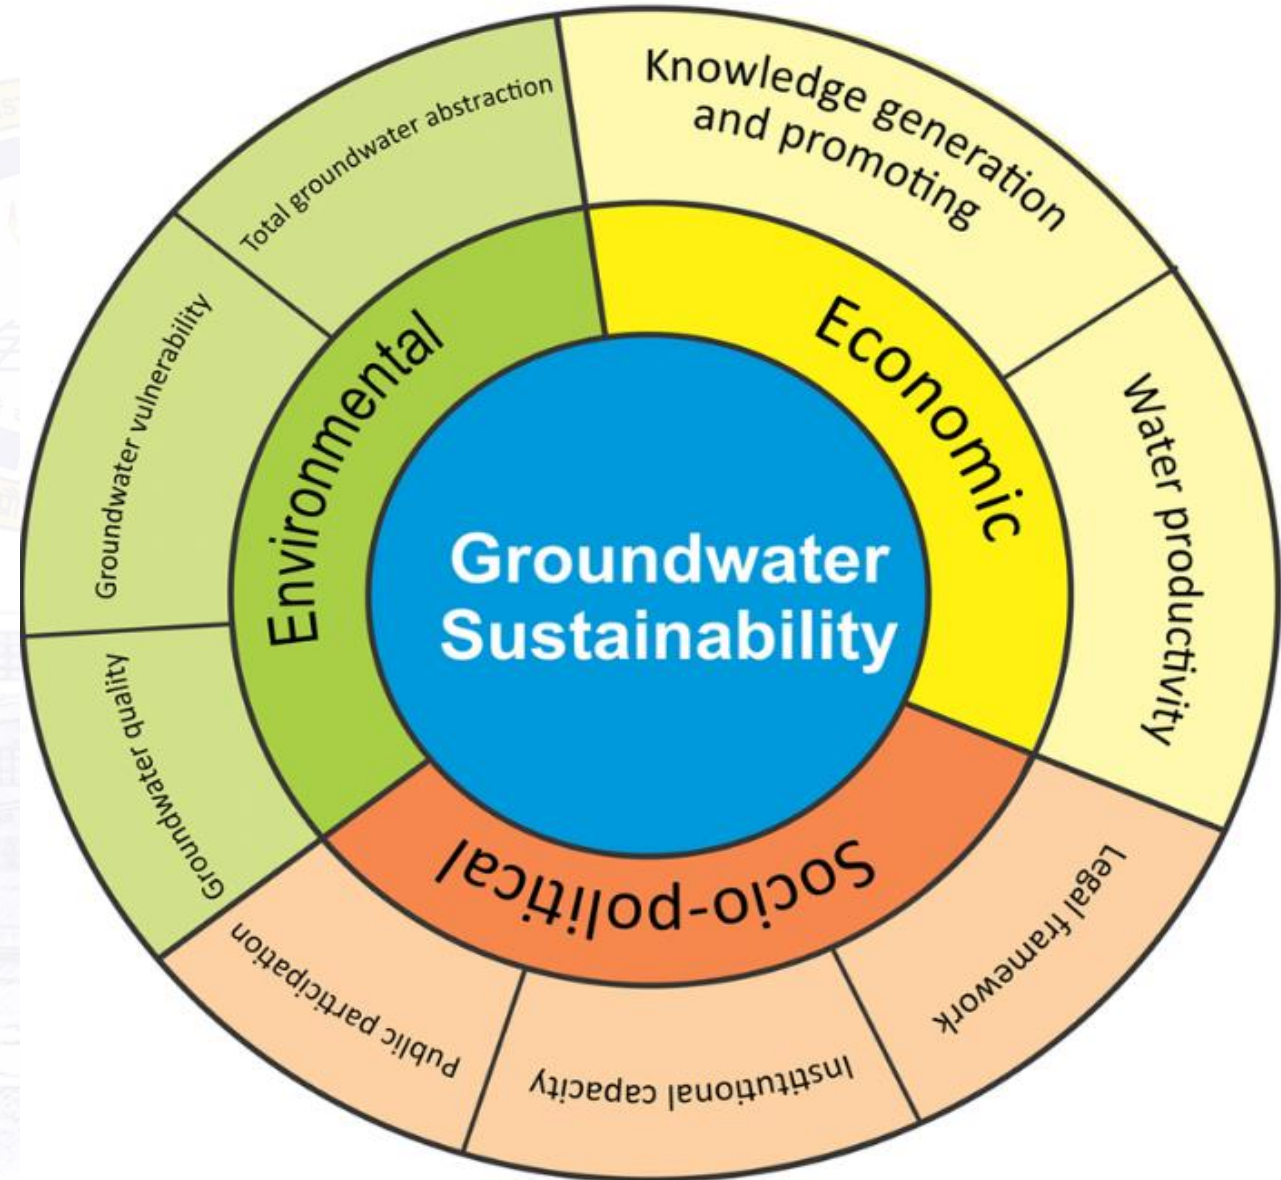 Groundwater
Sustainability
Economic
Knowledge generation
and promoting
Water productivity
Socio-political
Legal framework
Institutional capacity
Public participation
Environmental
Groundwater quality
Groundwater vulnerability
Total groundwater abstraction